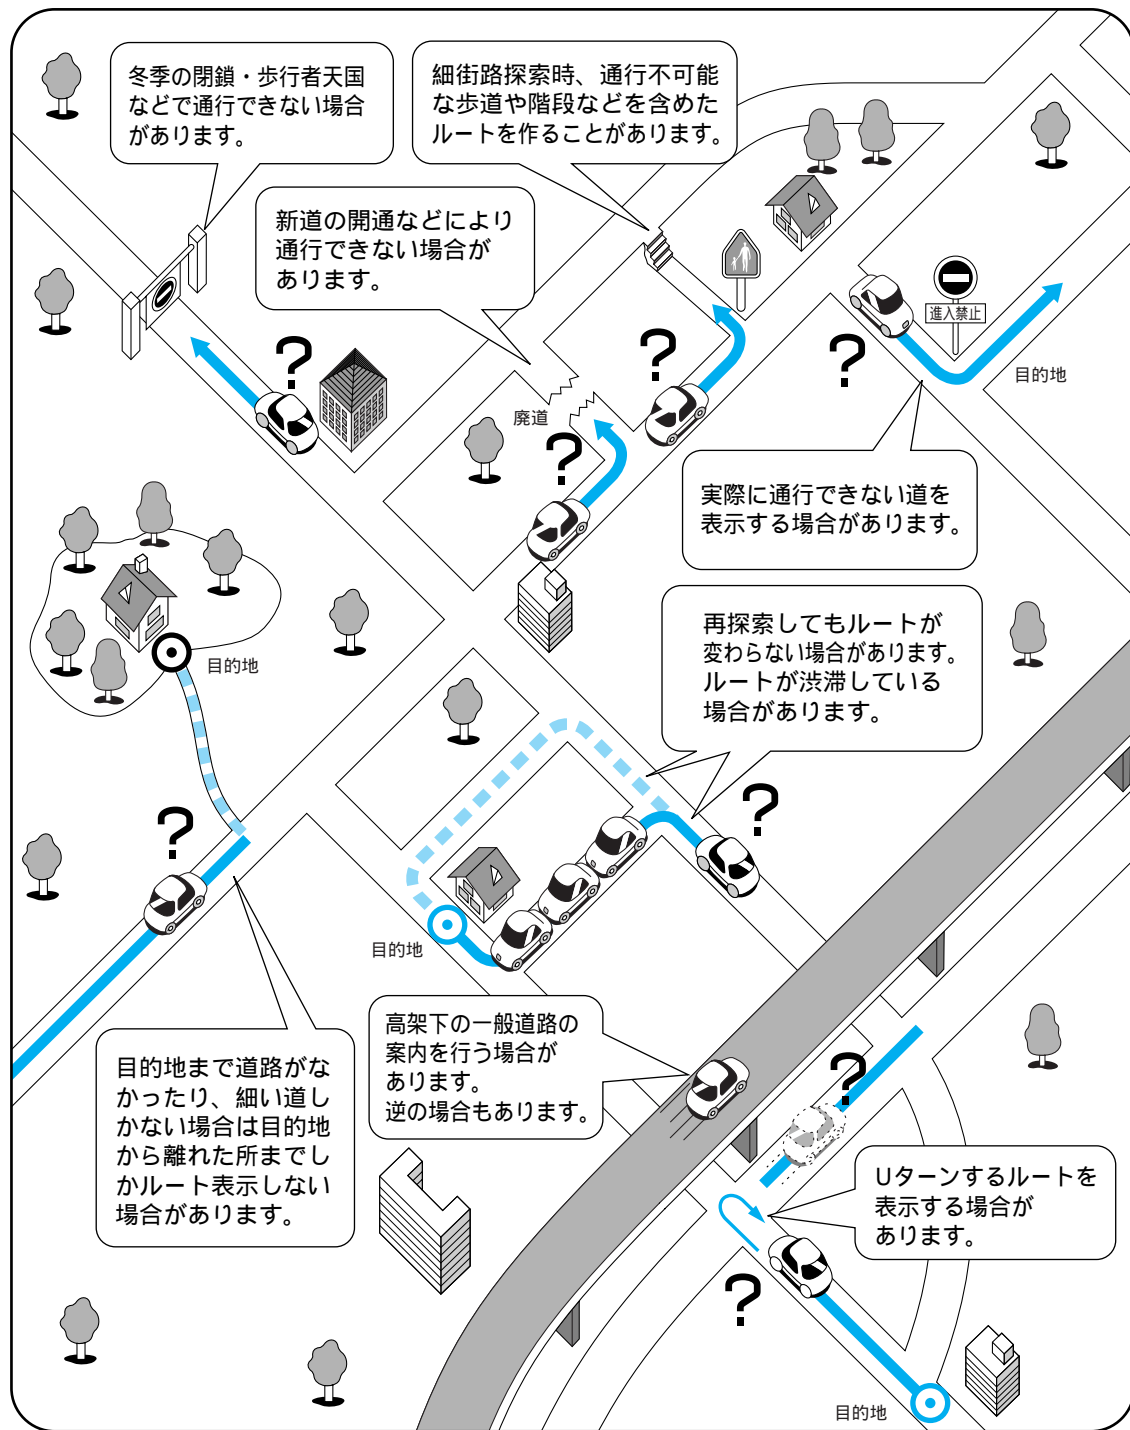 冬季の閉鎖・歩行者天国
などで通行できない場合
があります。
細街路探索時、通行不可能
な歩道や階段などを含めた
ルートを作ることがあります。
新道の開通などにより
通行できない場合が
あります。
進入禁止
目的地
廃道
実際に通行できない道を
表示する場合があります。
再探索してもルートが
変わらない場合があります。
ルートが渋滞している
場合があります。
目的地
目的地
高架下の一般道路の
案内を行う場合が
あります。
逆の場合もあります。
目的地まで道路がな
かったり、細い道し
かない場合は目的地
から離れた所までし
かルート表示しない
場合があります。
Uターンするルートを
表示する場合が
あります。
目的地